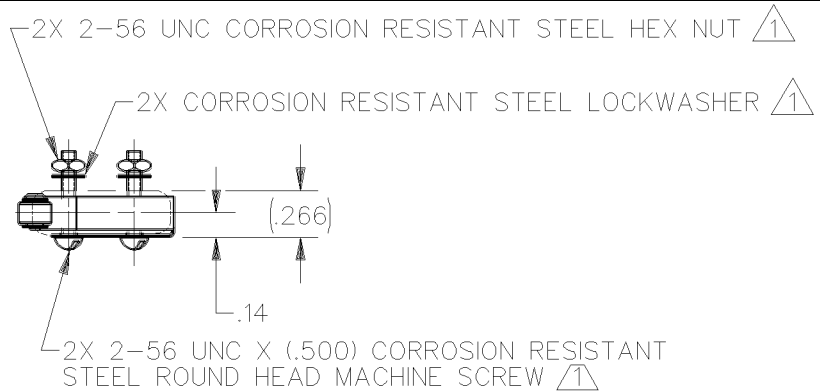 2X 2-56 UNC CORROSION RESISTANT STEEL HEX NUT 1
2X CORROSION RESISTANT STEEL LOCKWASHER 1
(.266)
.14
2X 2-56 UNC X (.500) CORROSION RESISTANT
STEEL ROUND HEAD MACHINE SCREW 1